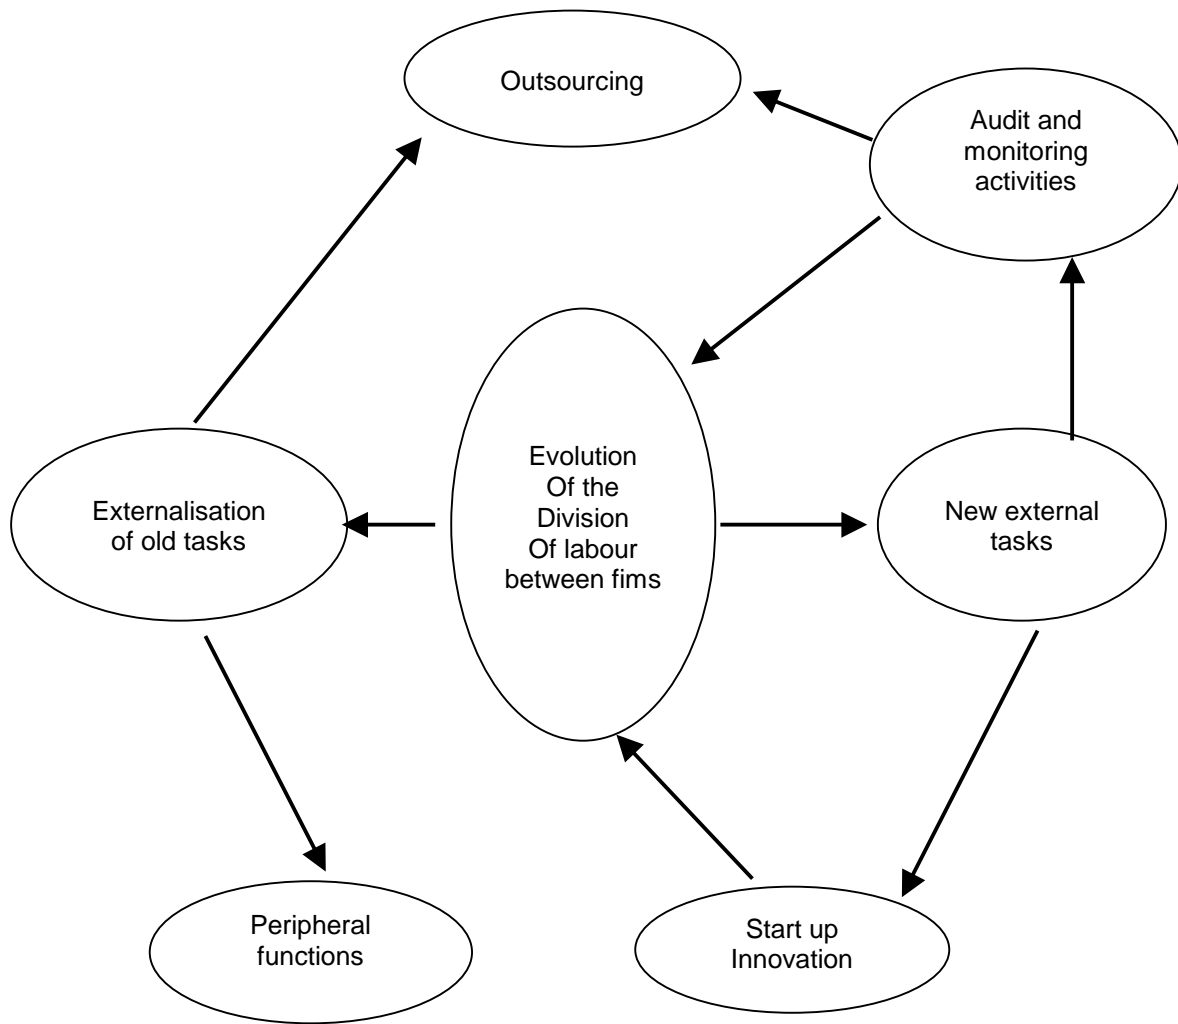 Outsourcing
Audit and
monitoring
activities
Evolution
Of the
Division
Of labour
between fims
Externalisation
of old tasks
New external
tasks
Peripheral
functions
Start up
Innovation